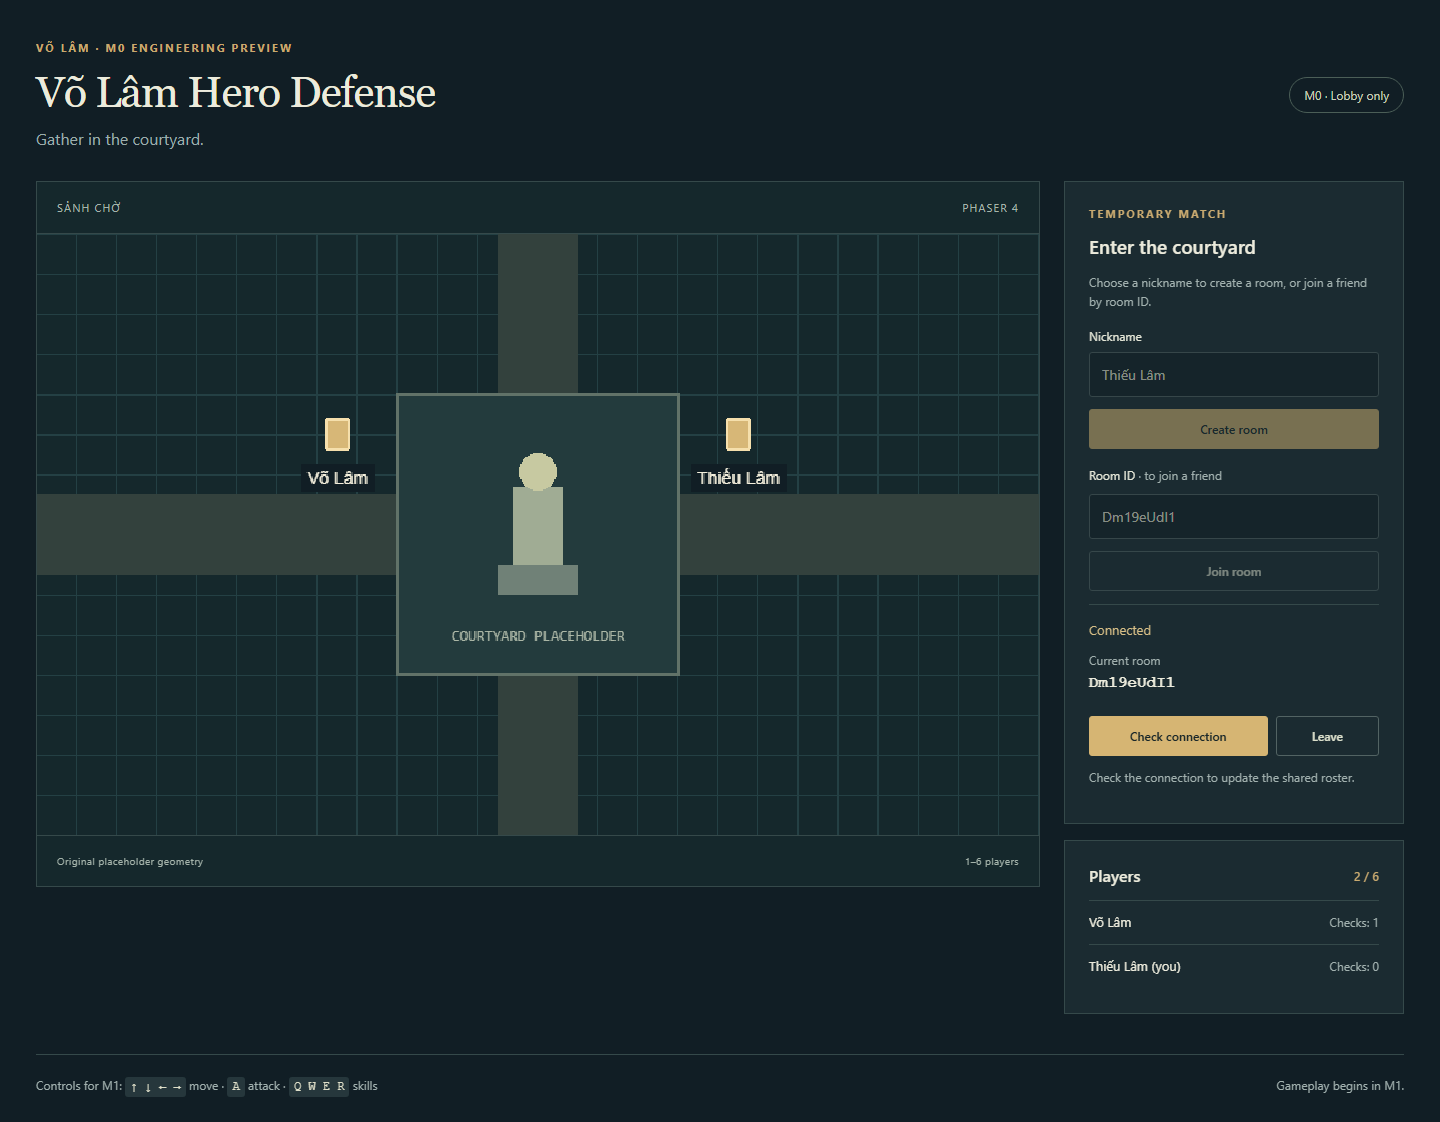 VÕ LÂM · M0 ENGINEERING PREVIEW
Võ Lâm Hero Defense
Gather in the courtyard.
M0 · Lobby only
SẢNH CHỜ
PHASER 4
Võ Lâm
Thiếu Lâm
COURTYARD PLACEHOLDER
Original placeholder geometry
1–6 players
TEMPORARY MATCH
Enter the courtyard
Choose a nickname to create a room, or join a friend
by room ID.
Nickname
Thiếu Lâm
Create room
Room ID · to join a friend
Dm19eUdI1
Join room
Connected
Current room
Dm19eUdI1
Check connection
Leave
Check the connection to update the shared roster.
Players
2 / 6
Võ Lâm
Checks: 1
Thiếu Lâm (you)
Checks: 0
Controls for M1: ↑ ↓ ← → move · A attack · Q W E R skills
Gameplay begins in M1.